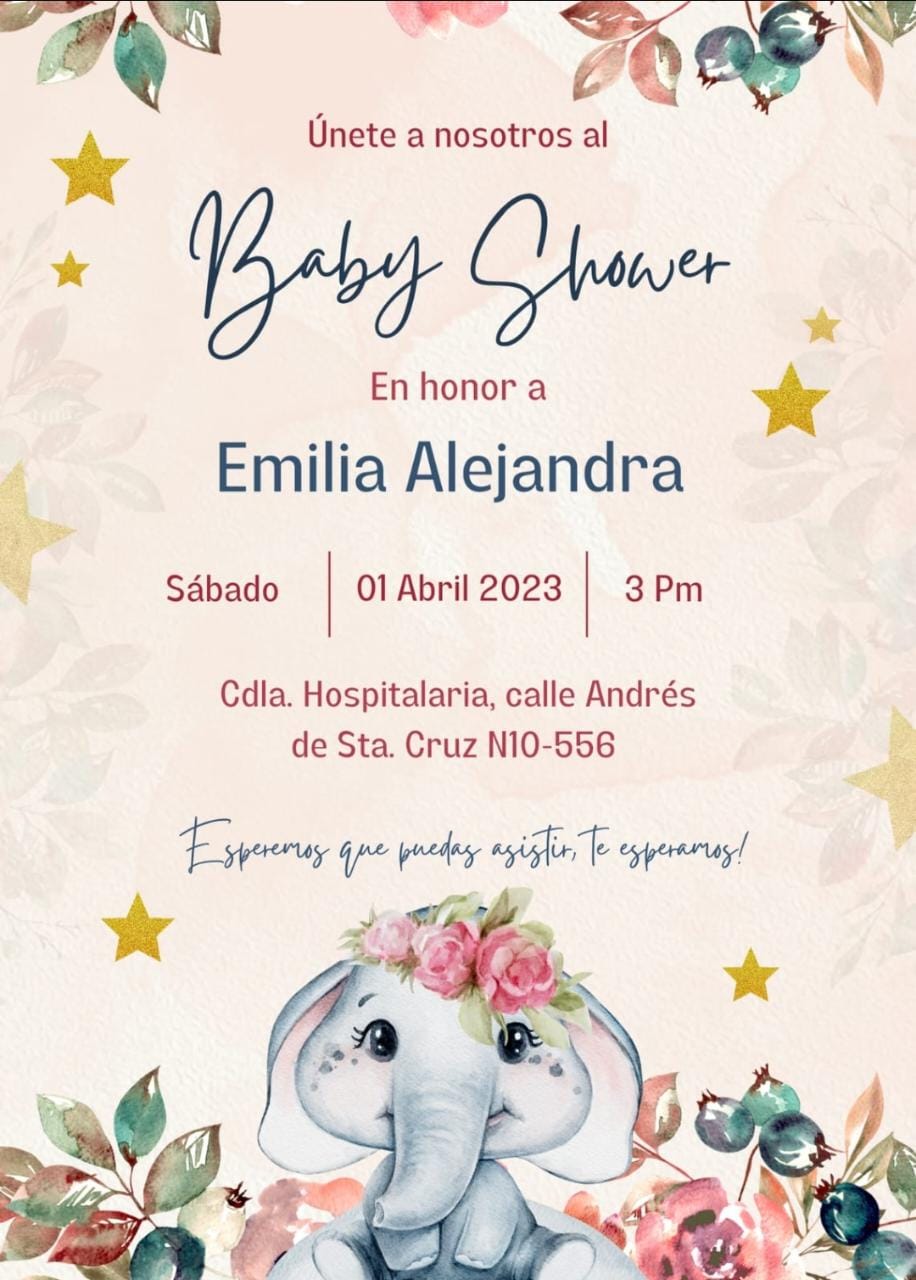 Únete a nosotros al
Baby Shower
En honor a
Emilia Alejandra
Sábado | 01 Abril 2023 | 3 Pm
Cdla. Hospitalaria, calle Andrés
de Sta. Cruz N10-556
Esperemos que puedas asistir, te esperamos!